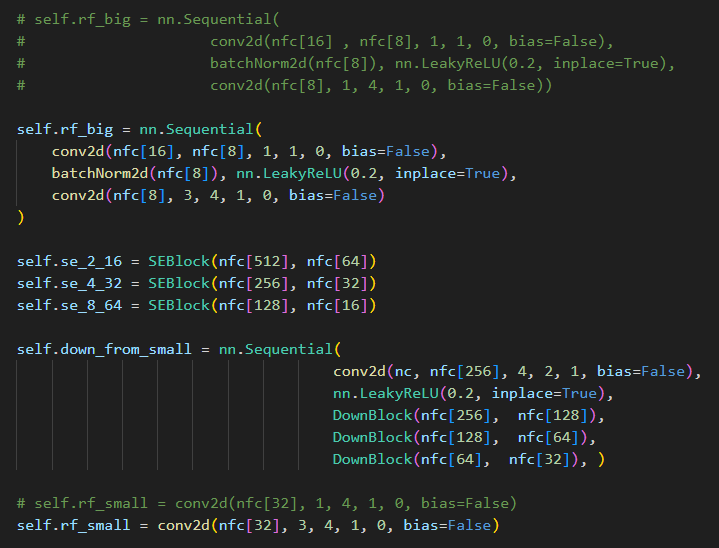 # self.rf_big = nn.Sequential(
#                     conv2d(nfc[16] , nfc[8], 1, 1, 0, bias=False),
#                     batchNorm2d(nfc[8]), nn.LeakyReLU(0.2, inplace=True),
#                     conv2d(nfc[8], 1, 4, 1, 0, bias=False))
self.rf_big = nn.Sequential(
    conv2d(nfc[16], nfc[8], 1, 1, 0, bias=False),
    batchNorm2d(nfc[8]), nn.LeakyReLU(0.2, inplace=True),
    conv2d(nfc[8], 3, 4, 1, 0, bias=False)
)
self.se_2_16 = SEBlock(nfc[512], nfc[64])
self.se_4_32 = SEBlock(nfc[256], nfc[32])
self.se_8_64 = SEBlock(nfc[128], nfc[16])
self.down_from_small = nn.Sequential(
                                    conv2d(nc, nfc[256], 4, 2, 1, bias=False),
                                    nn.LeakyReLU(0.2, inplace=True),
                                    DownBlock(nfc[256],  nfc[128]),
                                    DownBlock(nfc[128],  nfc[64]),
                                    DownBlock(nfc[64],  nfc[32]), )
# self.rf_small = conv2d(nfc[32], 1, 4, 1, 0, bias=False)
self.rf_small = conv2d(nfc[32], 3, 4, 1, 0, bias=False)